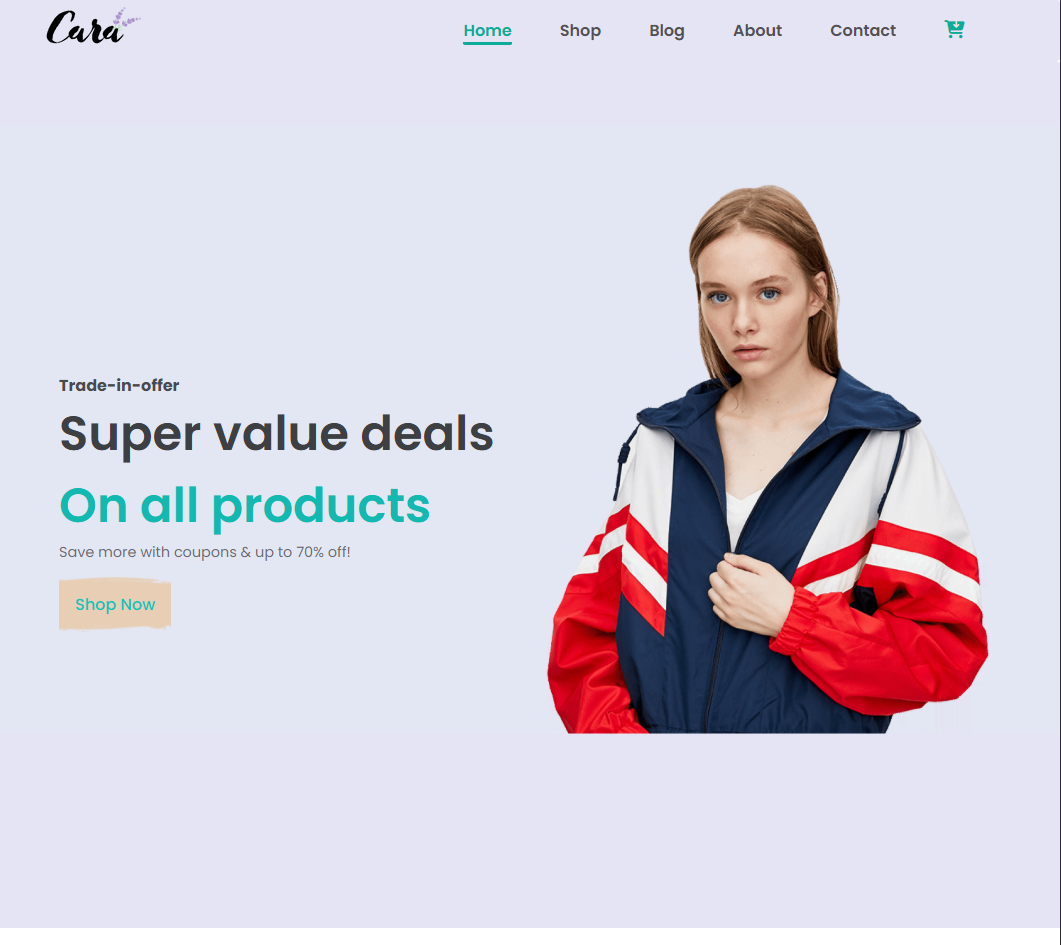 Cara
Home Shop Blog About Contact
Trade-in-offer
Super value deals
On all products
Save more with coupons & up to 70% off!
Shop Now